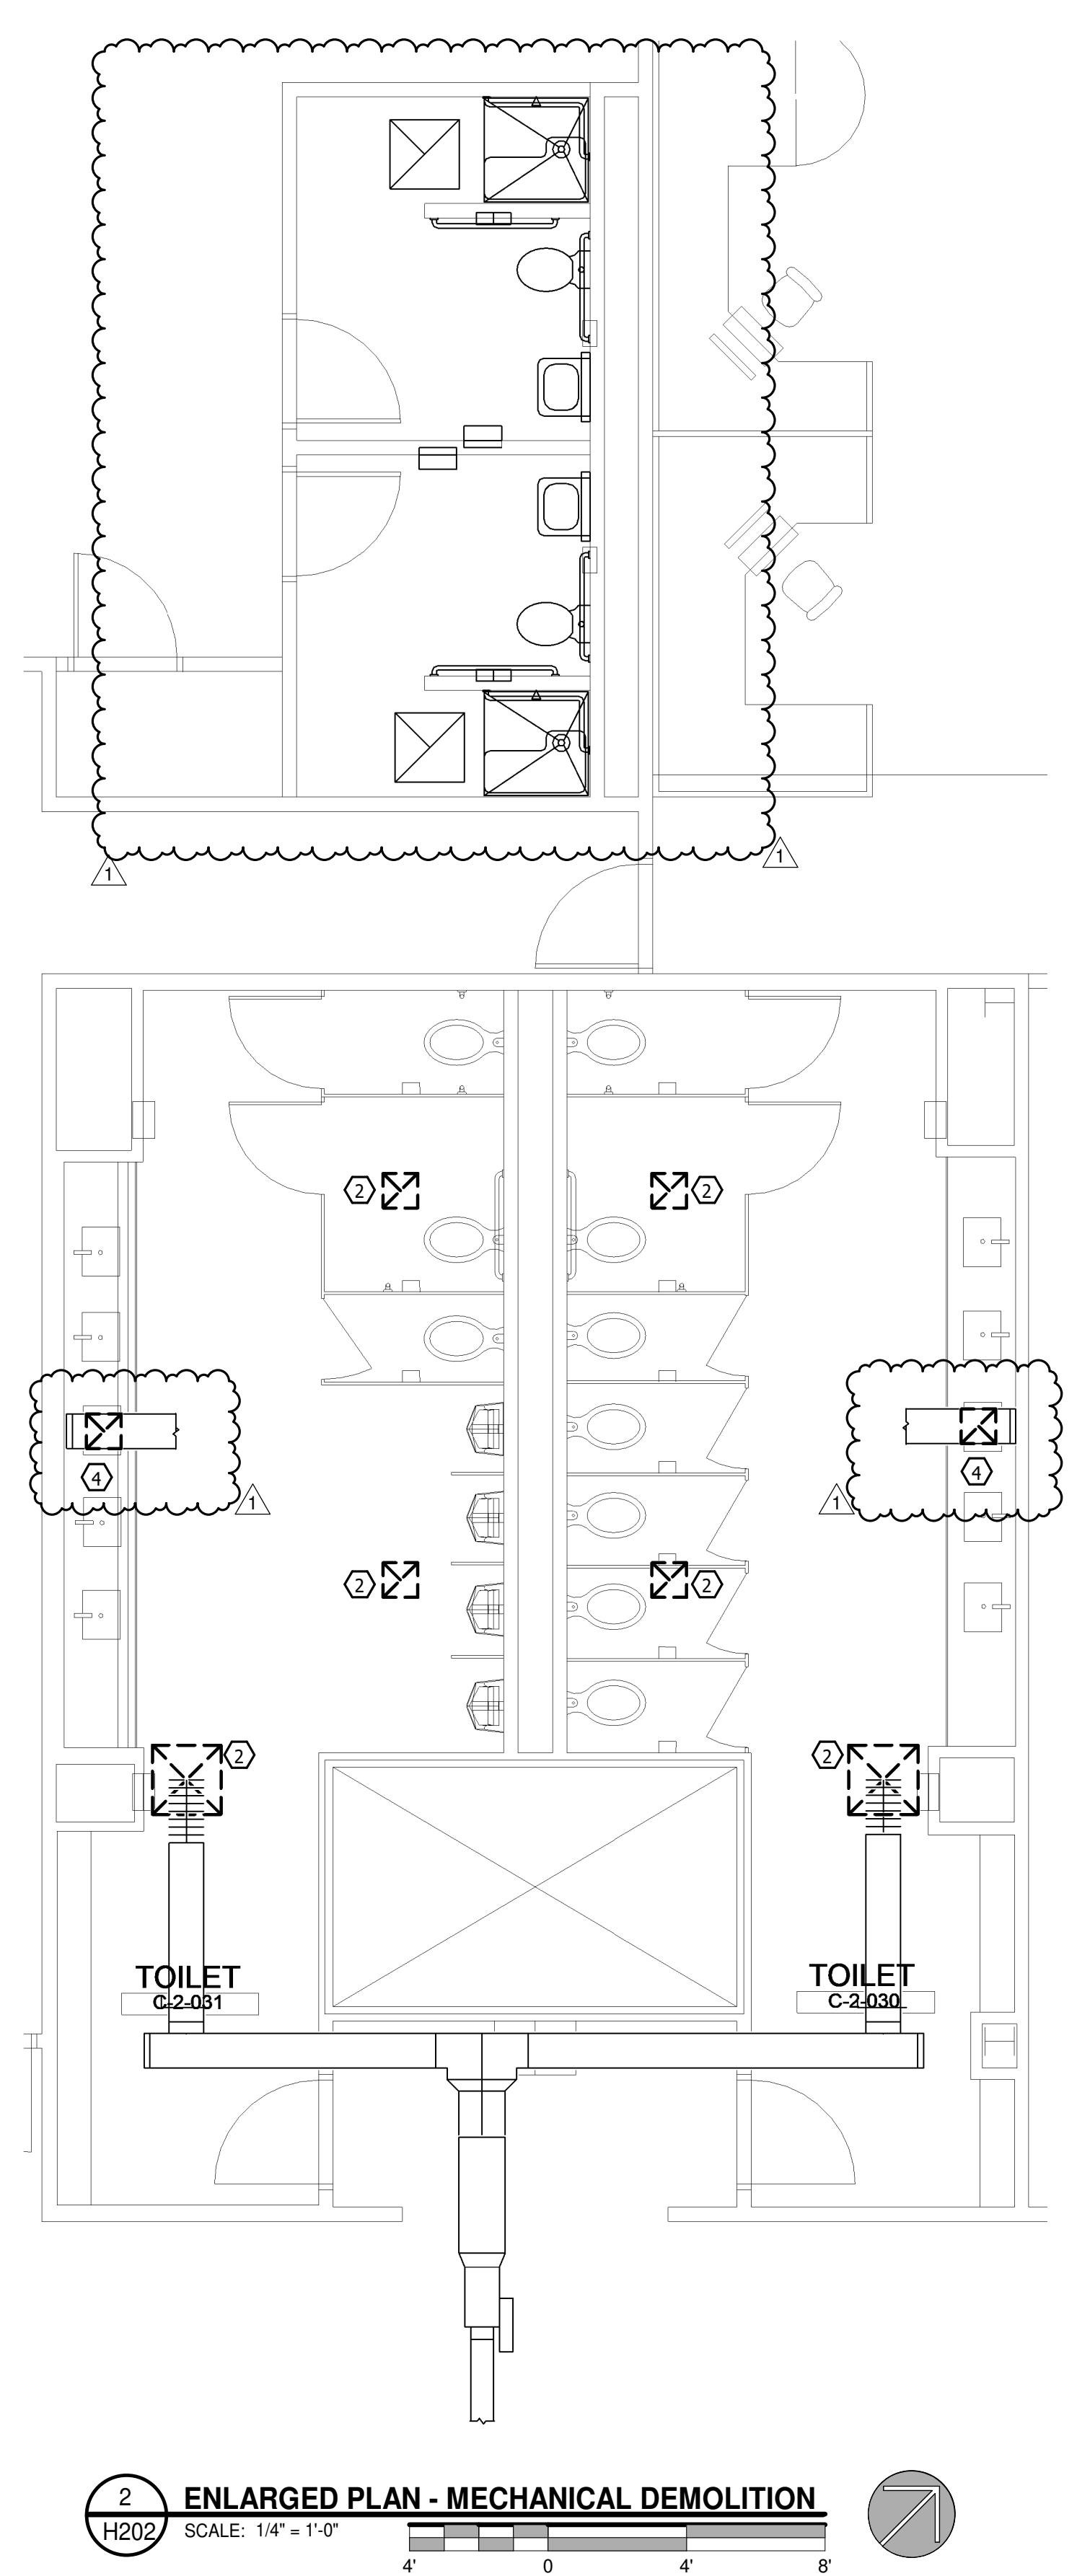 1
1
2
2
4
4
1
1
2
2
2
2
TOILET
C-2-031
TOILET
C-2-030
2
H202
ENLARGED PLAN - MECHANICAL DEMOLITION
SCALE: 1/4" = 1'-0"
4' 0 4' 8'